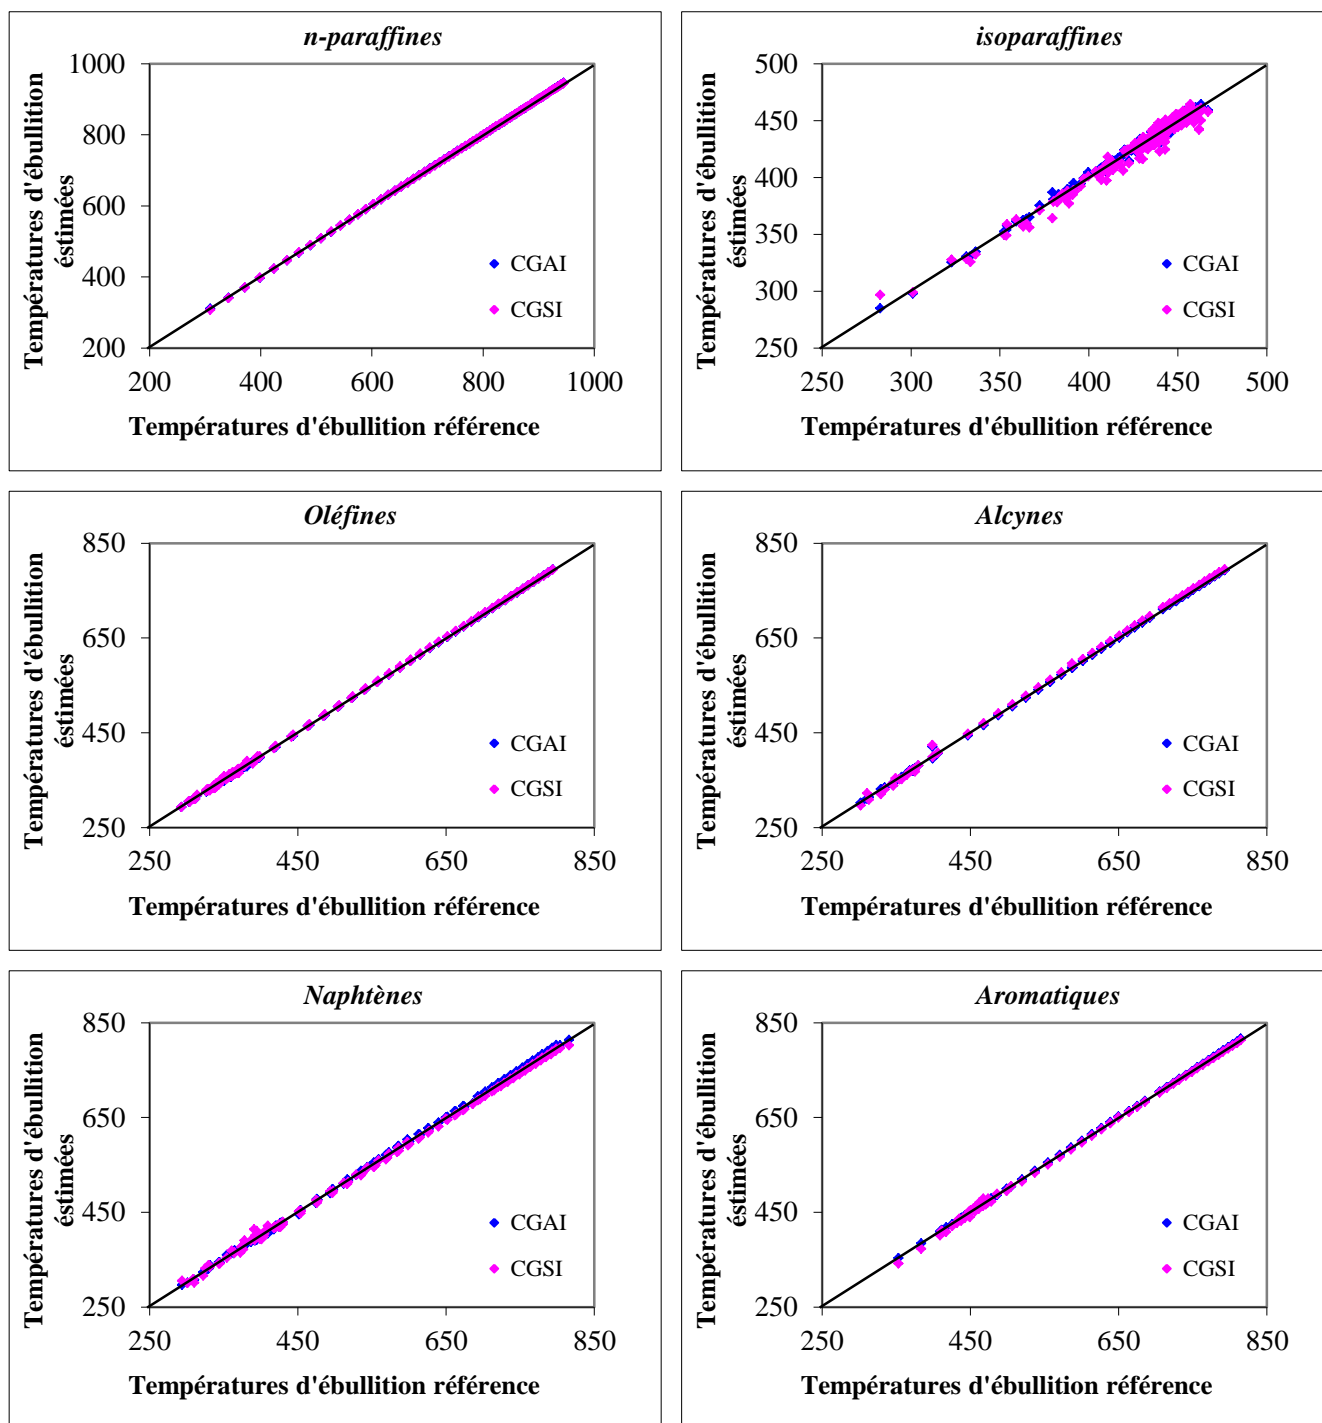 n-paraffines
1000
800
600
400
200
200 400 600 800 1000
Températures d'ébullition
éstimées
Températures d'ébullition référence
CGAI
CGSI
isoparaffines
500
450
400
350
300
250
250 300 350 400 450 500
Températures d'ébullition
éstimées
Températures d'ébullition référence
CGAI
CGSI
Oléfines
850
650
450
250
250 450 650 850
Températures d'ébullition
éstimées
Températures d'ébullition référence
CGAI
CGSI
Alcynes
850
650
450
250
250 450 650 850
Températures d'ébullition
éstimées
Températures d'ébullition référence
CGAI
CGSI
Naphtènes
850
650
450
250
250 450 650 850
Températures d'ébullition
éstimées
Températures d'ébullition référence
CGAI
CGSI
Aromatiques
850
650
450
250
250 450 650 850
Températures d'ébullition
éstimées
Températures d'ébullition référence
CGAI
CGSI